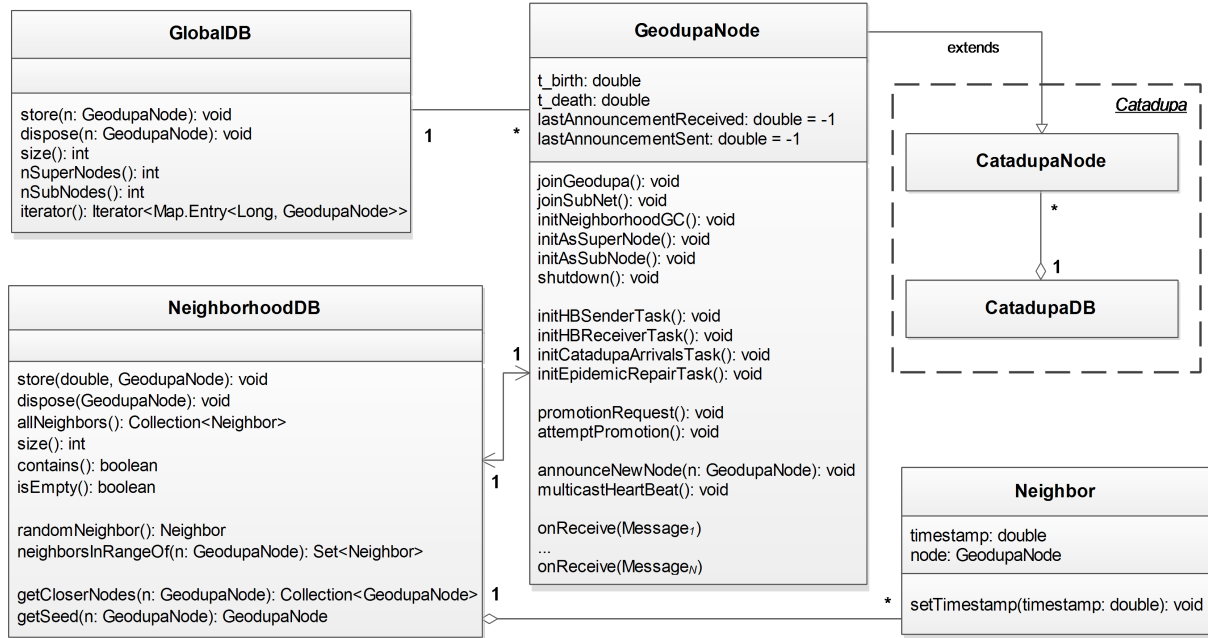 GlobalDB
store(n: GeodupaNode): void
dispose(n: GeodupaNode): void
size(): int
nSuperNodes(): int
nSubNodes(): int
iterator(): Iterator<Map.Entry<Long, GeodupaNode>>
1
*
GeodupaNode
t_birth: double
t_death: double
lastAnnouncementReceived: double = -1
lastAnnouncementSent: double = -1
joinGeodupa(): void
joinSubNet(): void
initNeighborhoodGC(): void
initAsSuperNode(): void
initAsSubNode(): void
shutdown(): void
initHBSenderTask(): void
initHBReceiverTask(): void
initCatadupaArrivalsTask(): void
initEpidemicRepairTask(): void
promotionRequest(): void
attemptPromotion(): void
announceNewNode(n: GeodupaNode): void
multicastHeartBeat(): void
onReceive(Message1)
...
onReceive(MessageN)
extends
Catadupa
CatadupaNode
*
1
CatadupaDB
NeighborhoodDB
store(double, GeodupaNode): void
dispose(GeodupaNode): void
allNeighbors(): Collection<Neighbor>
size(): int
contains(): boolean
isEmpty(): boolean
randomNeighbor(): Neighbor
neighborsInRangeOf(n: GeodupaNode): Set<Neighbor>
getCloserNodes(n: GeodupaNode): Collection<GeodupaNode>
getSeed(n: GeodupaNode): GeodupaNode
1
1
1
*
Neighbor
timestamp: double
node: GeodupaNode
setTimestamp(timestamp: double): void